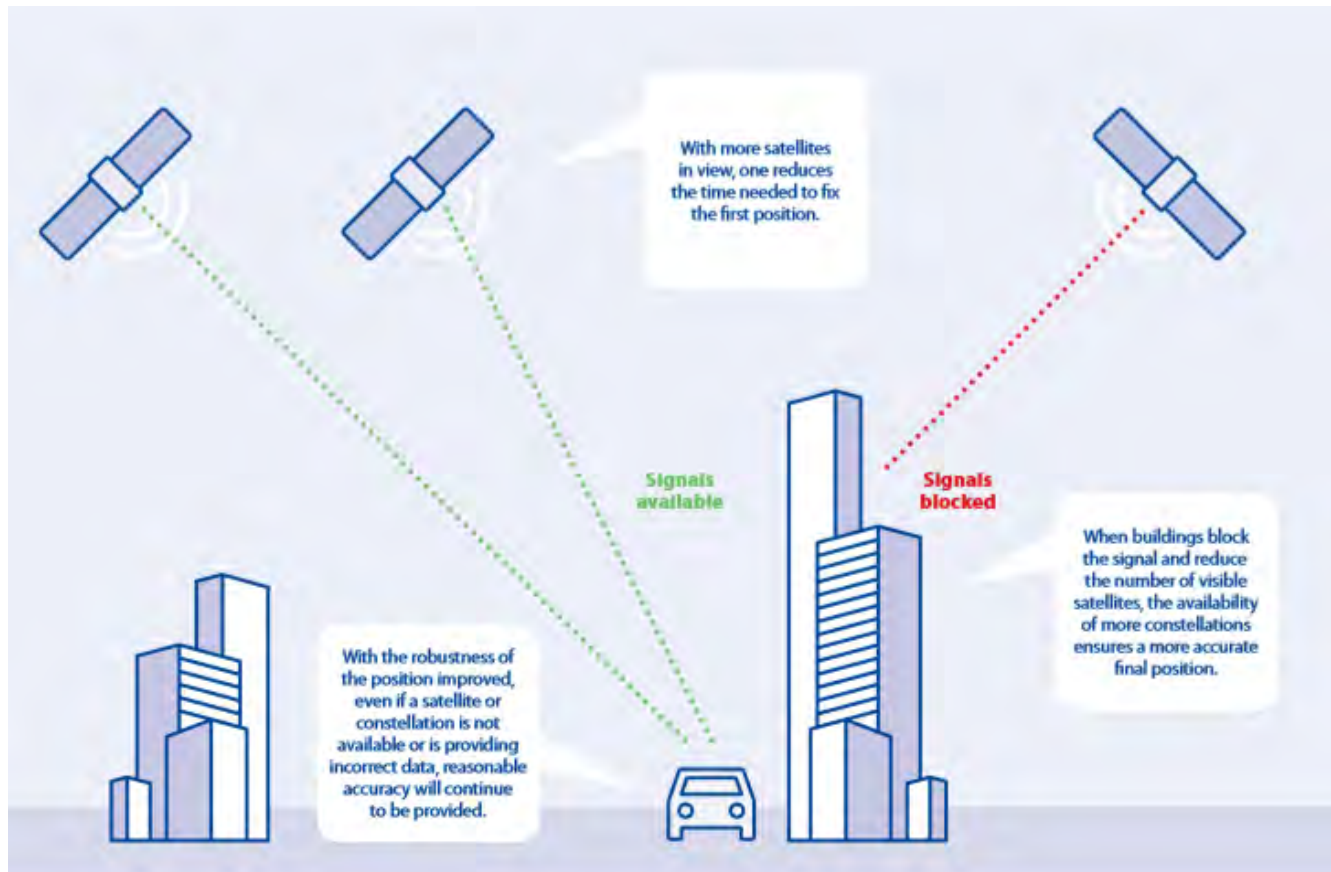 With more satellites
in view, one reduces
the time needed to fix
the first position.
Signals
available
Signals
blocked
When buildings block
the signal and reduce
the number of visible
satellites, the availability
of more constellations
ensures a more accurate
final position.
With the robustness of
the position improved,
even if a satellite or
constellation is not
available or is providing
incorrect data, reasonable
accuracy will continue
to be provided.